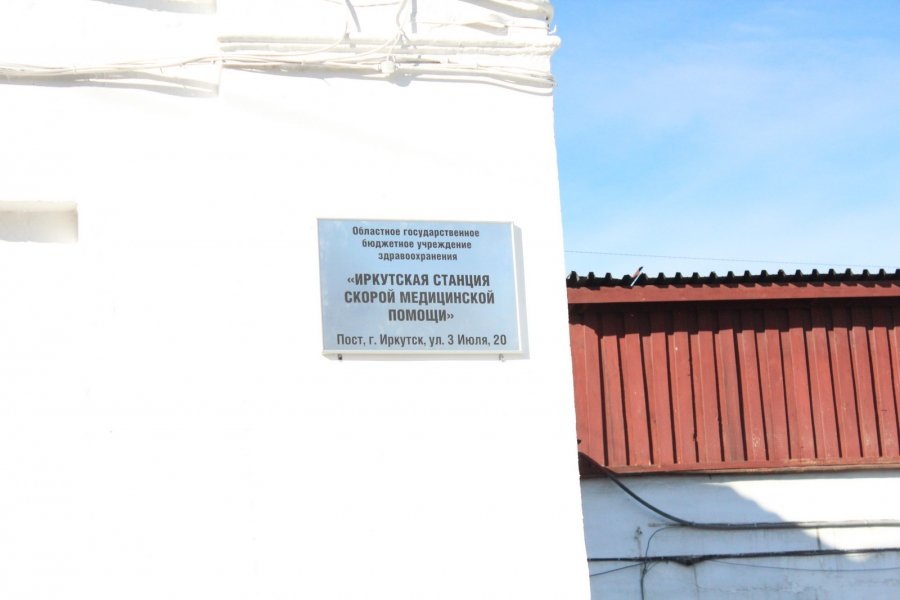 Областное государственное
бюджетное учреждение
здравоохранения
«ИРКУТСКАЯ СТАНЦИЯ
СКОРОЙ МЕДИЦИНСКОЙ
ПОМОЩИ»
Пост, г. Иркутск, ул. 3 Июля, 20